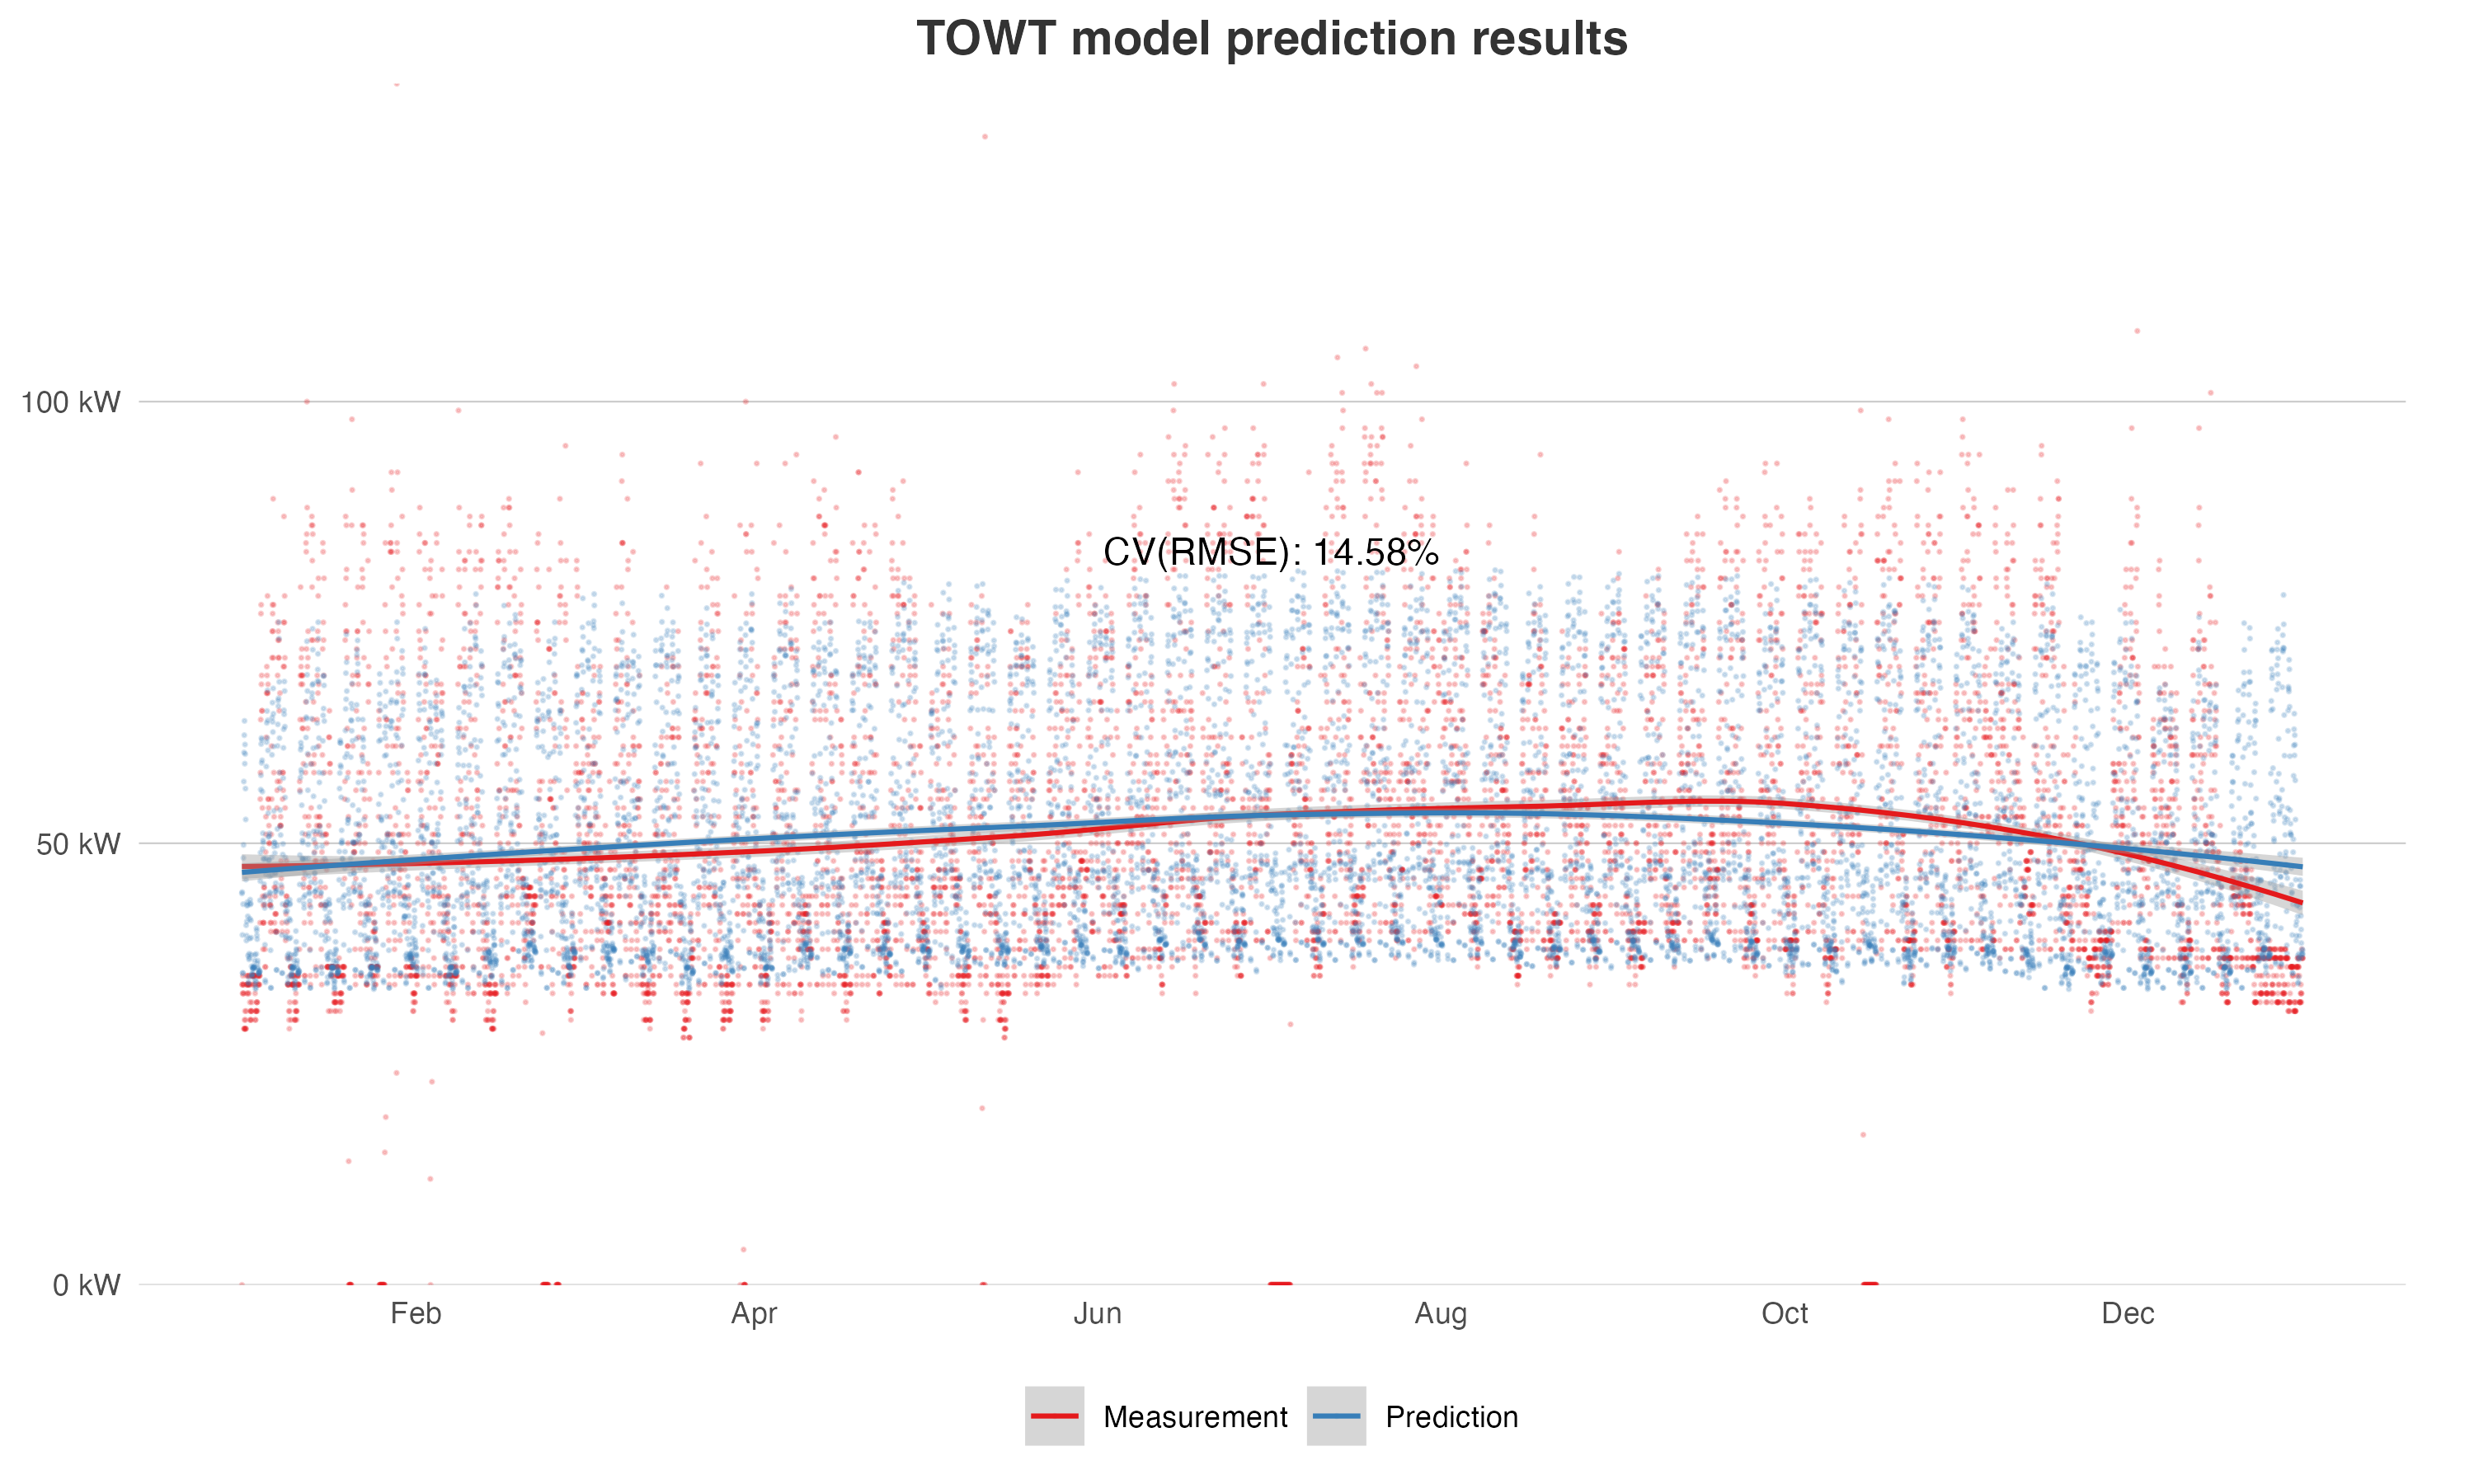 TOWT model prediction results
100 kW
CV(RMSE): 14.58%
50 kW
0 kW
Feb Apr Jun Aug Oct Dec
Measurement Prediction